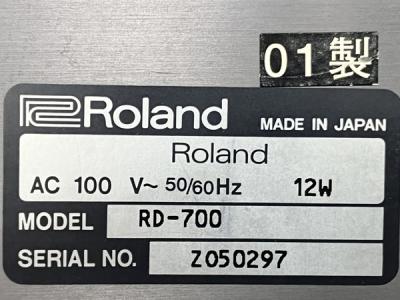 01製
Roland MADE IN JAPAN
Roland
AC 100 V~ 50/60Hz 12W
MODEL RD-700
SERIAL NO. Z050297